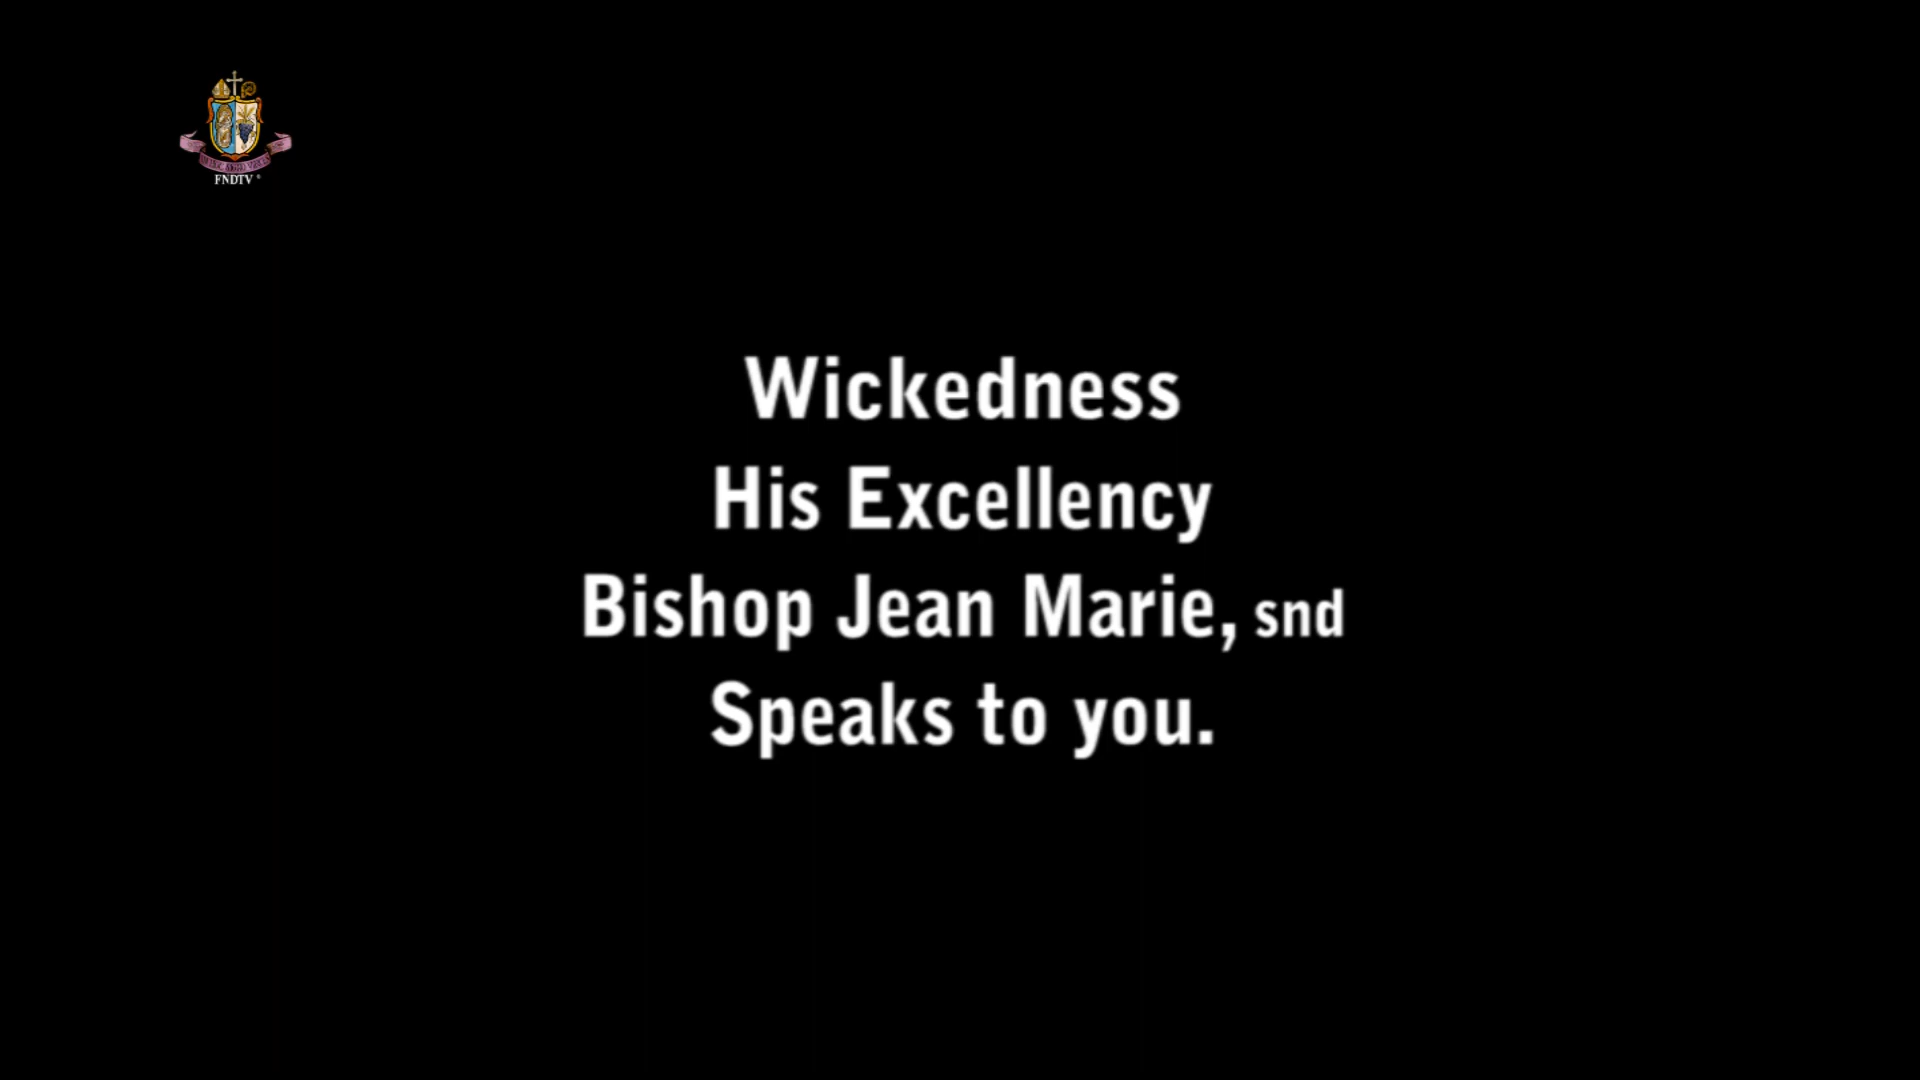 FNDTV
Wickedness
His Excellency
Bishop Jean Marie, snd
Speaks to you.